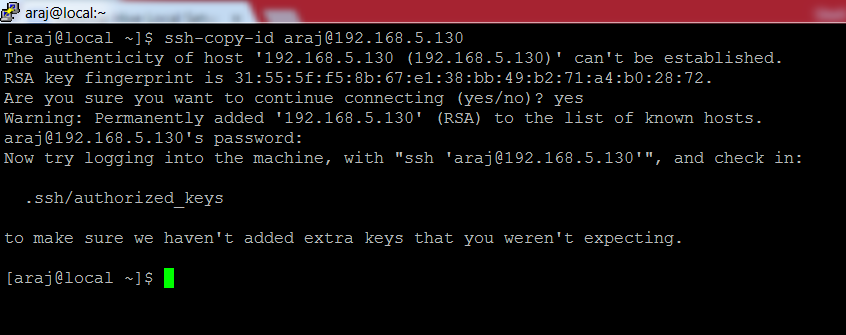 araj@local:~
[araj@local ~]$ ssh-copy-id araj@192.168.5.130
The authenticity of host '192.168.5.130 (192.168.5.130)' can't be established.
RSA key fingerprint is 31:55:5f:f5:8b:67:e1:38:bb:49:b2:71:a4:b0:28:72.
Are you sure you want to continue connecting (yes/no)? yes
Warning: Permanently added '192.168.5.130' (RSA) to the list of known hosts.
araj@192.168.5.130's password:
Now try logging into the machine, with "ssh 'araj@192.168.5.130'", and check in:
.ssh/authorized_keys
to make sure we haven't added extra keys that you weren't expecting.
[araj@local ~]$